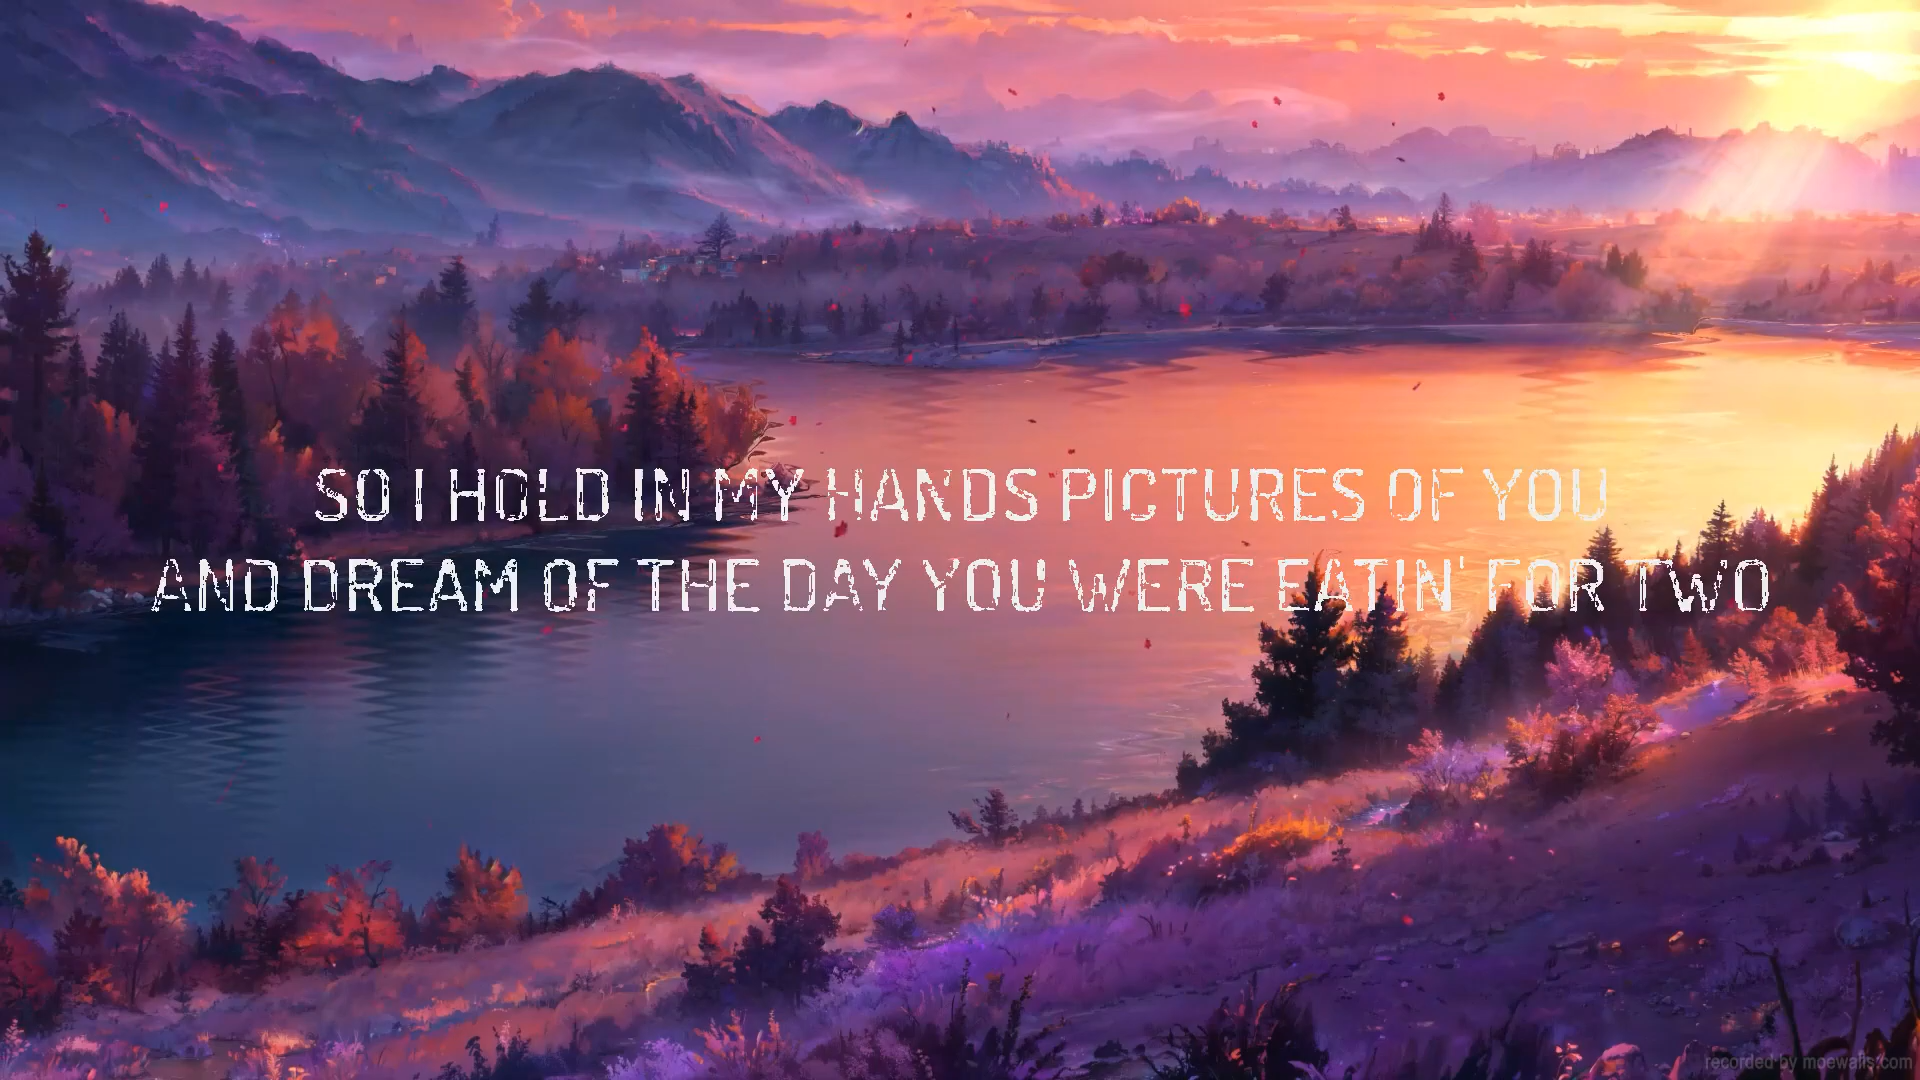 SO I HOLD IN MY HANDS PICTURES OF YOU
AND DREAM OF THE DAY YOU WERE EATIN' FOR TWO
recorded by moewalls.com